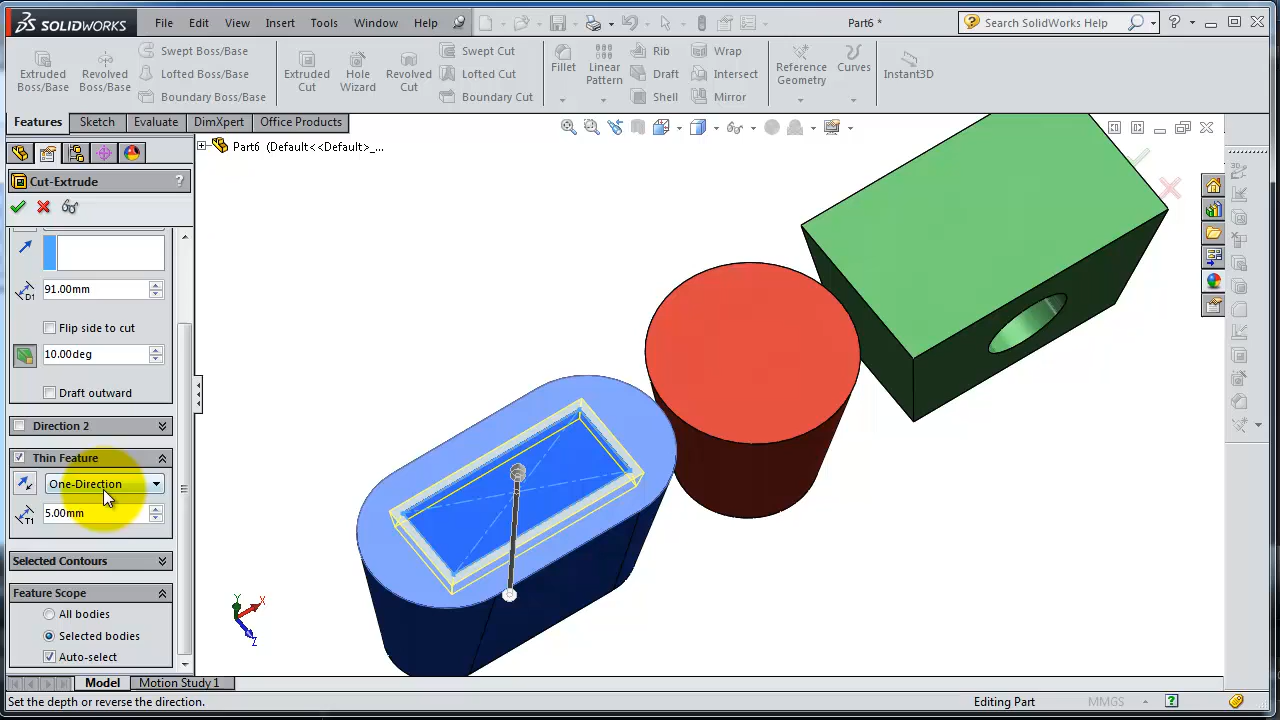 SOLIDWORKS File Edit View Insert Tools Window Help Part6 * Search SolidWorks Help
Extruded Boss/Base
Revolved Boss/Base
Swept Boss/Base
Lofted Boss/Base
Boundary Boss/Base
Extruded Cut
Hole Wizard
Revolved Cut
Swept Cut
Lofted Cut
Boundary Cut
Fillet
Linear Pattern
Rib
Draft
Shell
Wrap
Intersect
Mirror
Reference Geometry
Curves
Instant3D
Features Sketch Evaluate DimXpert Office Products
Part6 (Default<<Default>_...
Cut-Extrude ?
D1 91.00mm
Flip side to cut
10.00deg
Draft outward
Direction 2
Thin Feature
One-Direction
T1 5.00mm
Selected Contours
Feature Scope
All bodies
Selected bodies
Auto-select
Y
X
Z
Model Motion Study 1
Set the depth or reverse the direction. Editing Part MMGS